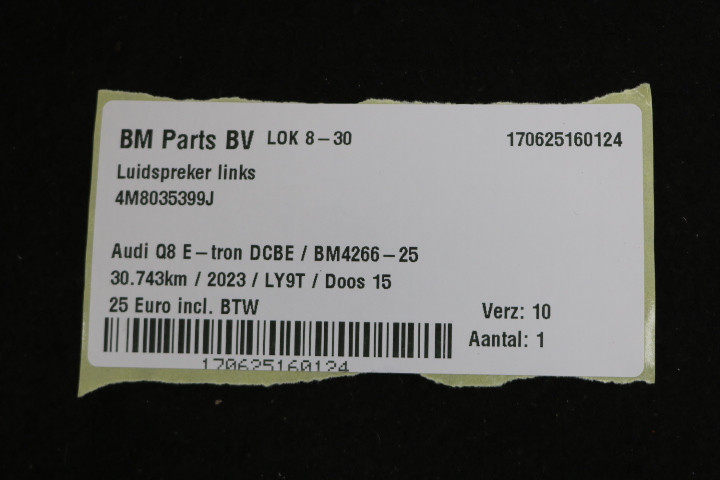 BM Parts BV LOK 8-30 170625160124
Luidspreker links
4M8035399J
Audi Q8 E-tron DCBE / BM4266-25
30.743km / 2023 / LY9T / Doos 15
25 Euro incl. BTW Verz: 10
Aantal: 1
170625160124